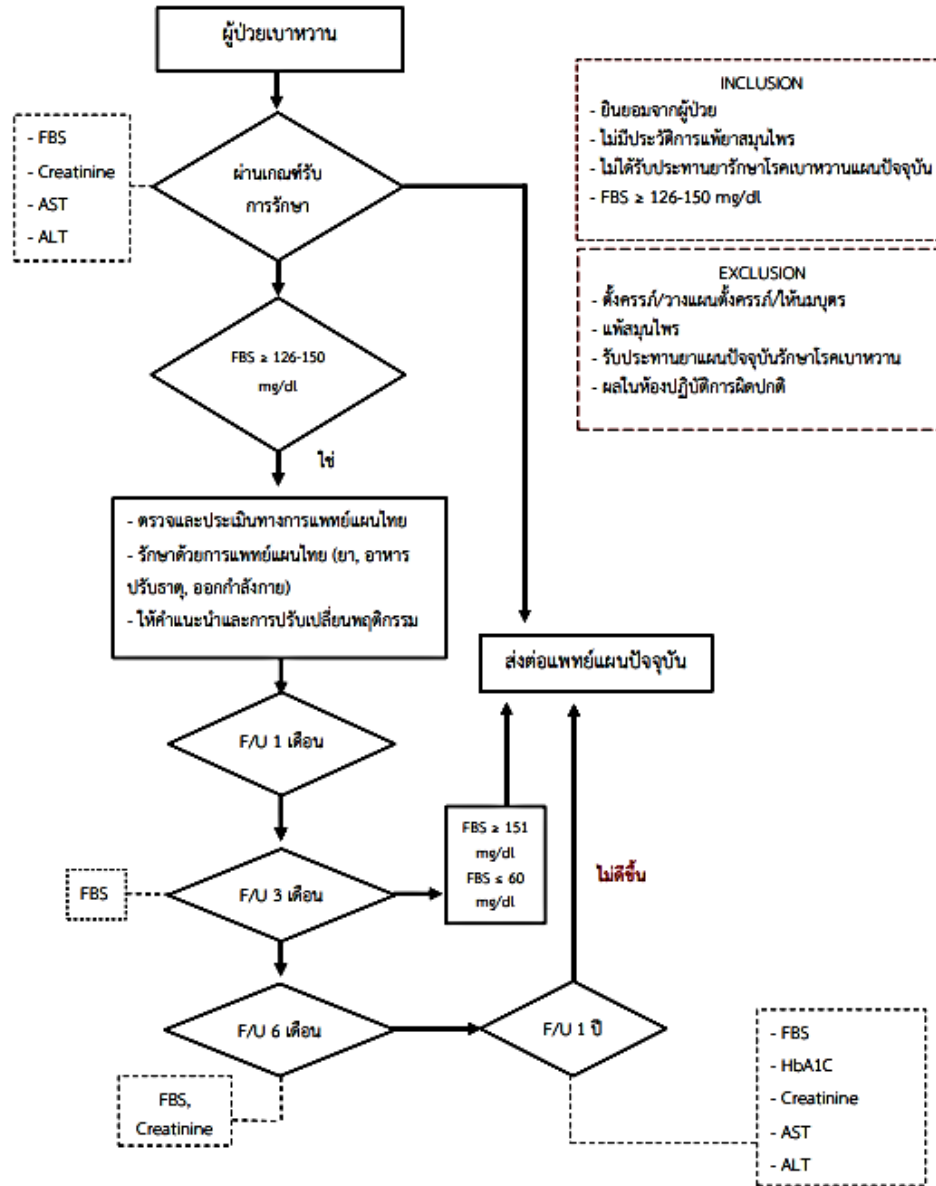 ผู้ป่วยเบาหวาน
INCLUSION
- ยินยอมจากผู้ป่วย
- ไม่มีประวัติการแพ้ยาสมุนไพร
- ไม่ได้รับประทานยารักษาโรคเบาหวานแผนปัจจุบัน
- FBS ≥ 126-150 mg/dl
- FBS
- Creatinine
- AST
- ALT
ผ่านเกณฑ์รับ
การรักษา
EXCLUSION
- ตั้งครรภ์/วางแผนตั้งครรภ์/ให้นมบุตร
- แพ้สมุนไพร
- รับประทานยาแผนปัจจุบันรักษาโรคเบาหวาน
- ผลในห้องปฏิบัติการผิดปกติ
FBS ≥ 126-150
mg/dl
ใช่
- ตรวจและประเมินทางการแพทย์แผนไทย
- รักษาด้วยการแพทย์แผนไทย (ยา, อาหาร
ปรับธาตุ, ออกกำลังกาย)
- ให้คำแนะนำและการปรับเปลี่ยนพฤติกรรม
ส่งต่อแพทย์แผนปัจจุบัน
F/U 1 เดือน
FBS ≥ 151
mg/dl
FBS ≤ 60
mg/dl
ไม่ดีขึ้น
FBS
F/U 3 เดือน
F/U 6 เดือน
F/U 1 ปี
FBS,
Creatinine
- FBS
- HbA1C
- Creatinine
- AST
- ALT